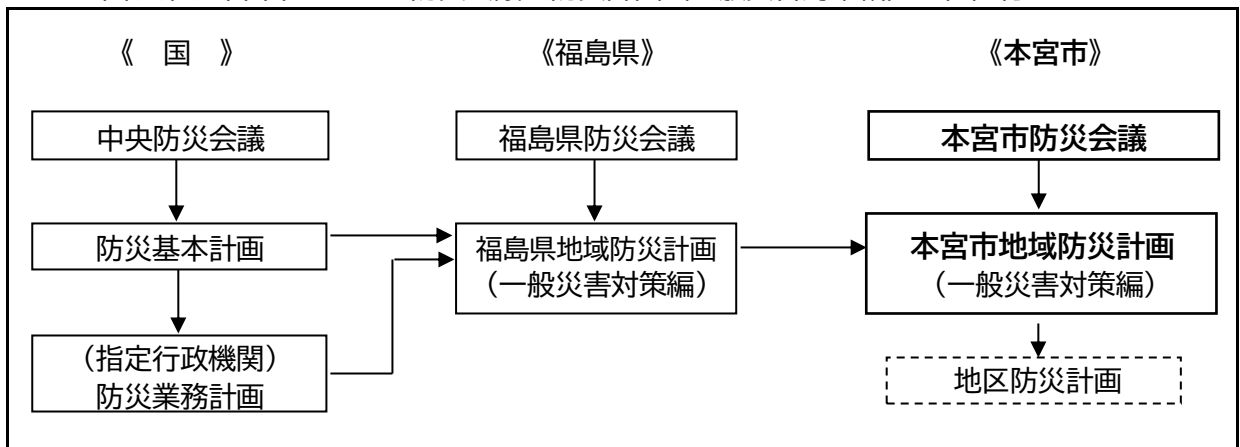 《　国　》
《福島県》
《本宮市》
中央防災会議
福島県防災会議
本宮市防災会議
防災基本計画
福島県地域防災計画
（一般災害対策編）
本宮市地域防災計画
（一般災害対策編）
（指定行政機関）
防災業務計画
地区防災計画